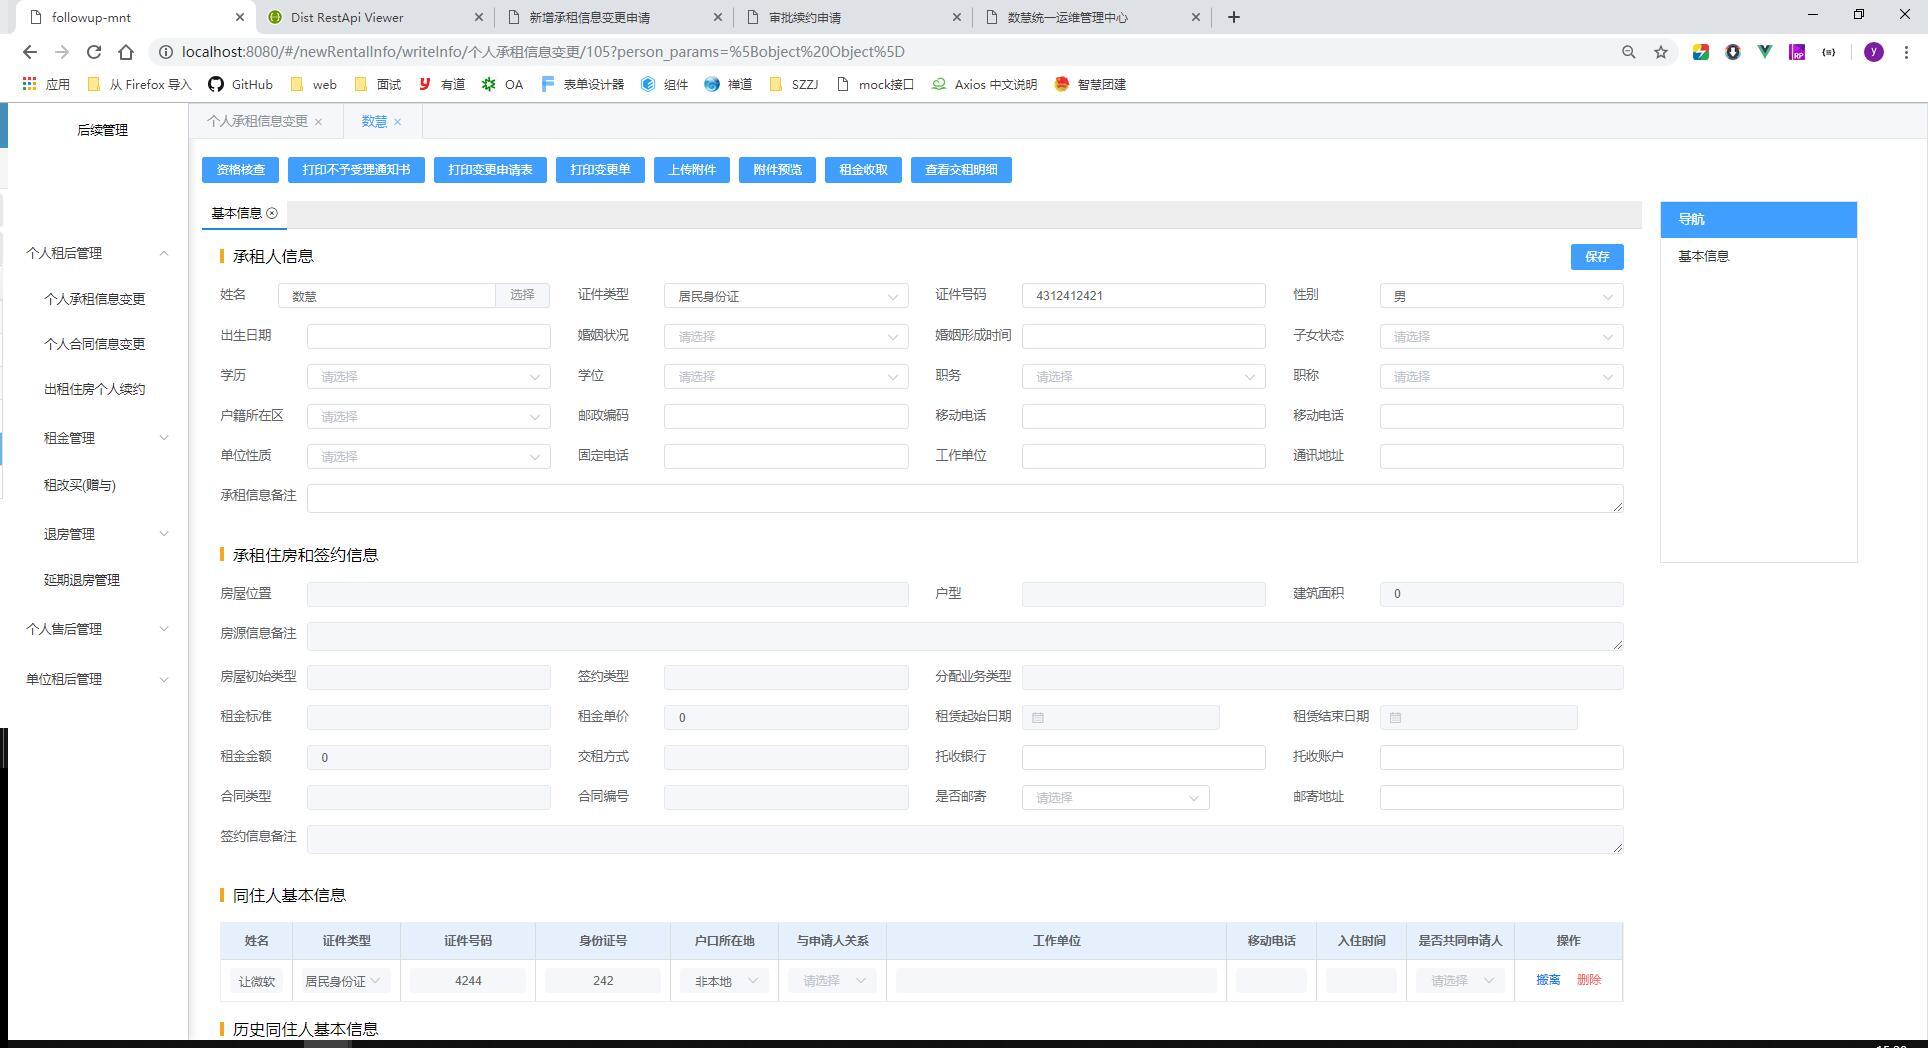 followup-mnt
Dist RestApi Viewer
新增承租信息变更申请
审批续约申请
数慧统一运维管理中心
localhost:8080/#/newRentalInfo/writeInfo/个人承租信息变更/105?person_params=%5Bobject%20Object%5D
y
应用 从 Firefox 导入 GitHub web 面试 有道 OA 表单设计器 组件 禅道 SZZJ mock接口 Axios 中文说明 智慧团建
后续管理
个人承租信息变更
数慧
资格核查 打印不予受理通知书 打印变更申请表 打印变更单 上传附件 附件预览 租金收取 查看交租明细
个人租后管理
个人承租信息变更
个人合同信息变更
出租住房个人续约
租金管理
租改买(赠与)
退房管理
延期退房管理
个人售后管理
单位租后管理
基本信息
导航
基本信息
承租人信息
保存
姓名 数慧 选择 证件类型 居民身份证 证件号码 4312412421 性别 男
出生日期 婚姻状况 请选择 婚姻形成时间 子女状态 请选择
学历 请选择 学位 请选择 职务 请选择 职称 请选择
户籍所在区 请选择 邮政编码 移动电话 移动电话
单位性质 请选择 固定电话 工作单位 通讯地址
承租信息备注
承租住房和签约信息
房屋位置 户型 建筑面积 0
房源信息备注
房屋初始类型 签约类型 分配业务类型
租金标准 租金单价 0 租赁起始日期 租赁结束日期
租金金额 0 交租方式 托收银行 托收账户
合同类型 合同编号 是否邮寄 请选择 邮寄地址
签约信息备注
同住人基本信息
姓名 证件类型 证件号码 身份证号 户口所在地 与申请人关系 工作单位 移动电话 入住时间 是否共同申请人 操作
让微软 居民身份证 4244 242 非本地 请选择 请选择 搬离 删除
历史同住人基本信息